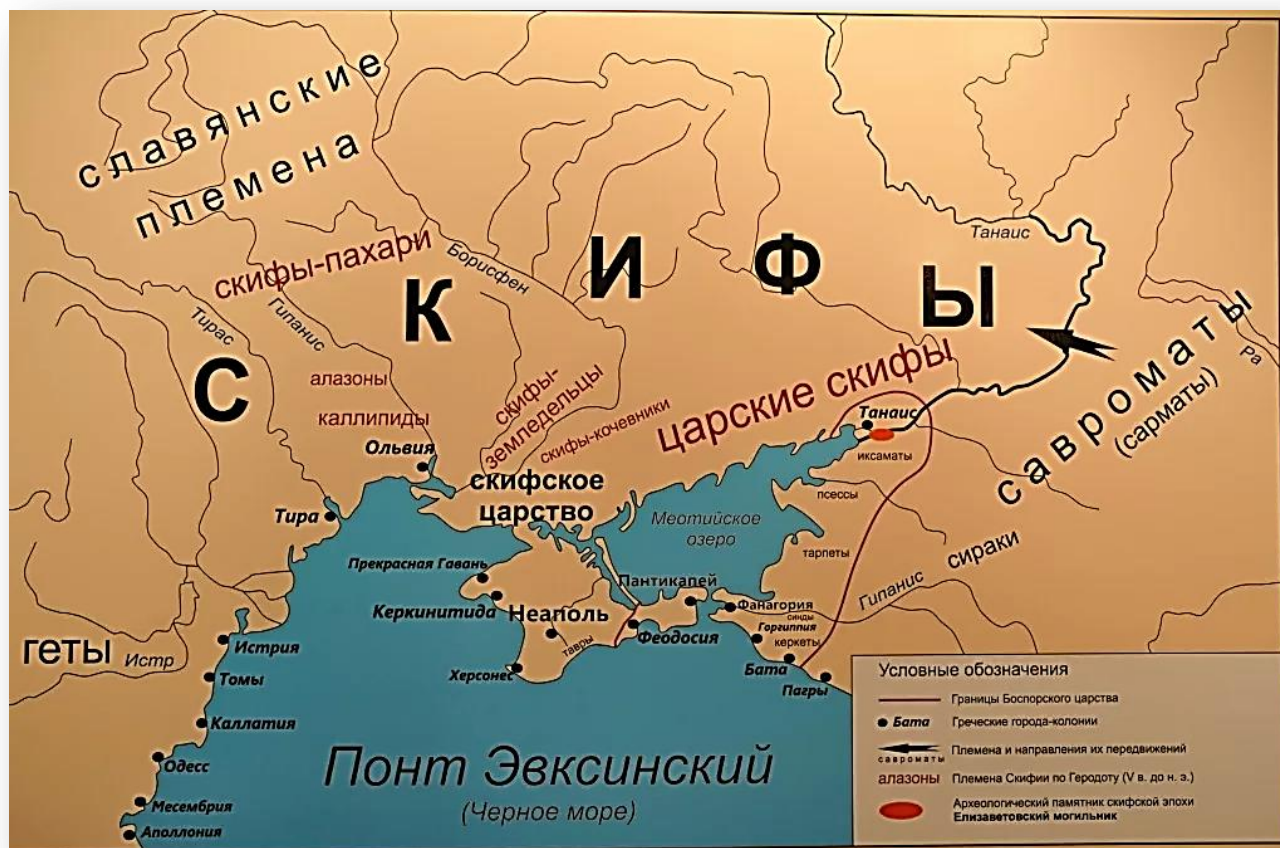 славянские
племена
скифы-пахари
СКИФЫ
Борисфен
Танаис
Тирас
Гипанис
алазоны
каллипиды
скифы-
земледельцы
скифы-кочевники
царские скифы
Танаис
савроматы
(сарматы)
Ра
Ольвия
иксаматы
скифское
царство
псессы
Тира
Меотийское
озеро
тарпеты
сираки
Гипанис
Прекрасная Гавань
Керкинитида
Неаполь
тавры
Пантикапей
Феодосия
Фанагория
синды
Горгиппия
керкеты
Херсонес
Бата
Пагры
геты
Истр
Истрия
Томы
Каллатия
Одесс
Месембрия
Аполлония
Понт Эвксинский
(Черное море)
Условные обозначения
Границы Боспорского царства
Бата Греческие города-колонии
савроматы Племена и направления их передвижений
алазоны Племена Скифии по Геродоту (V в. до н. э.)
Археологический памятник скифской эпохи
Елизаветовский могильник